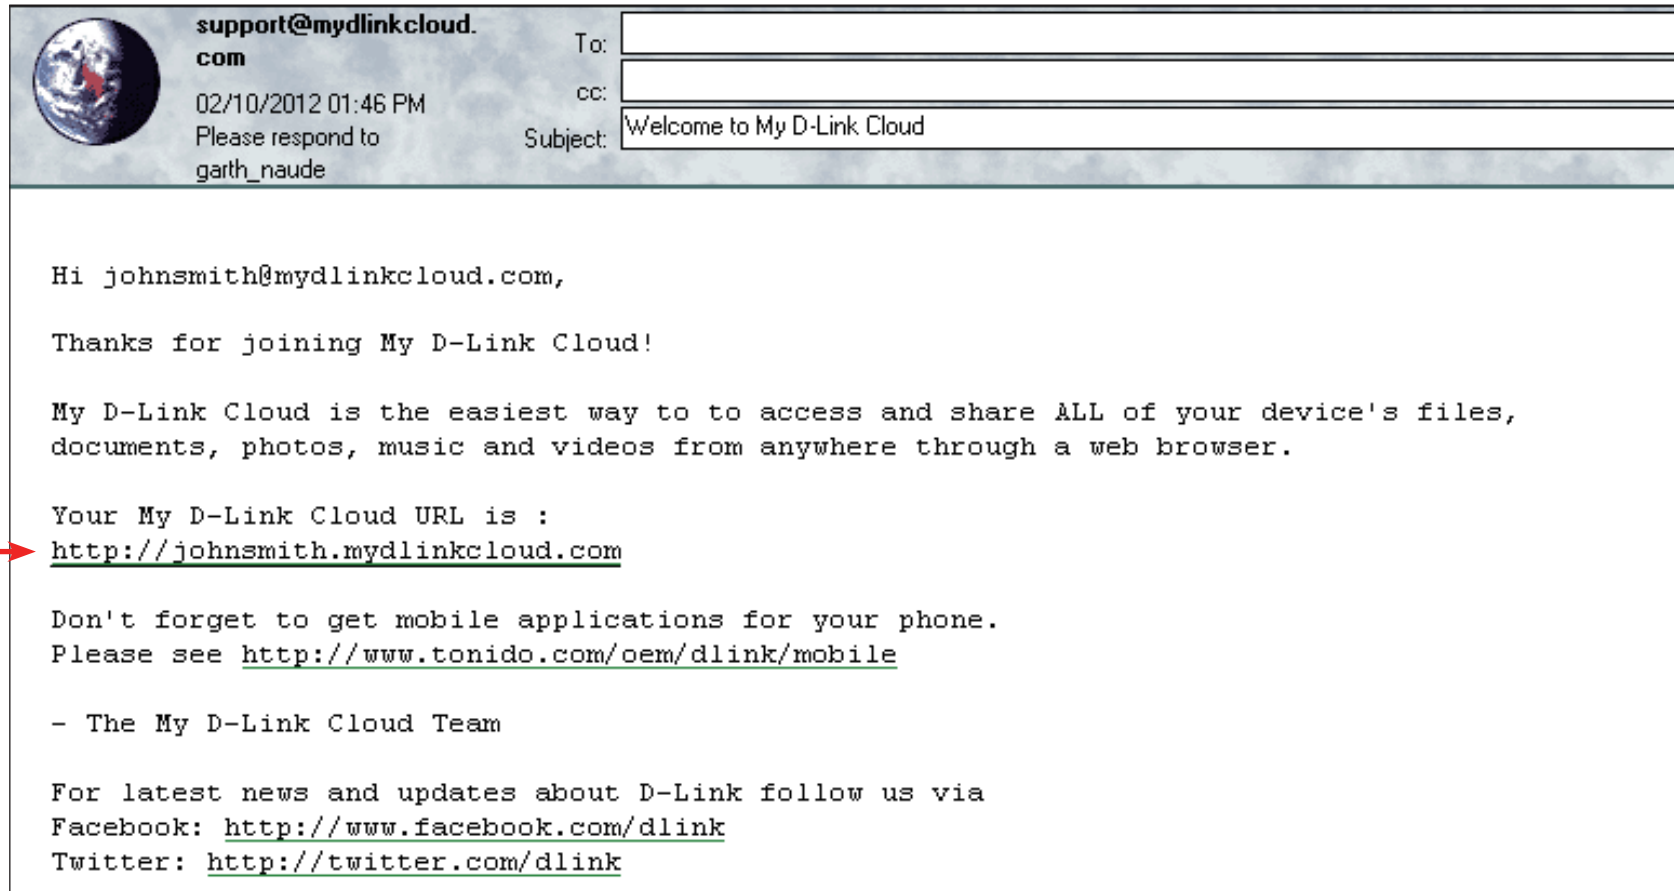 support@mydlinkcloud.
com
02/10/2012 01:46 PM
Please respond to
garth_naude
To:
cc:
Subject: Welcome to My D-Link Cloud
Hi johnsmith@mydlinkcloud.com,
Thanks for joining My D-Link Cloud!
My D-Link Cloud is the easiest way to to access and share ALL of your device's files,
documents, photos, music and videos from anywhere through a web browser.
Your My D-Link Cloud URL is :
http://johnsmith.mydlinkcloud.com
Don't forget to get mobile applications for your phone.
Please see http://www.tonido.com/oem/dlink/mobile
- The My D-Link Cloud Team
For latest news and updates about D-Link follow us via
Facebook: http://www.facebook.com/dlink
Twitter: http://twitter.com/dlink